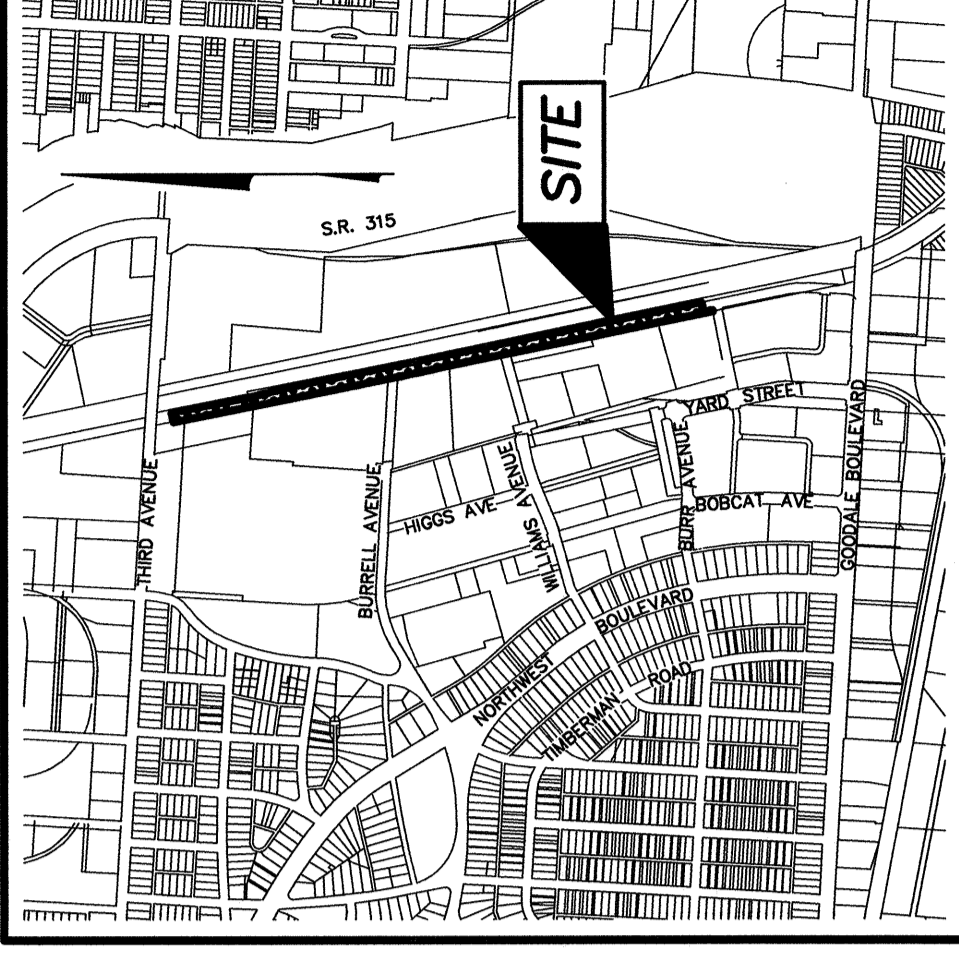 SITE
S.R. 315
YARD STREET
THIRD AVENUE
BURRELL AVENUE
HIGGS AVE
WILLIAMS AVENUE
BURR AVENUE
BOBCAT AVE
GOODALE BOULEVARD
NORTHWEST BOULEVARD
TIMBERMAN ROAD